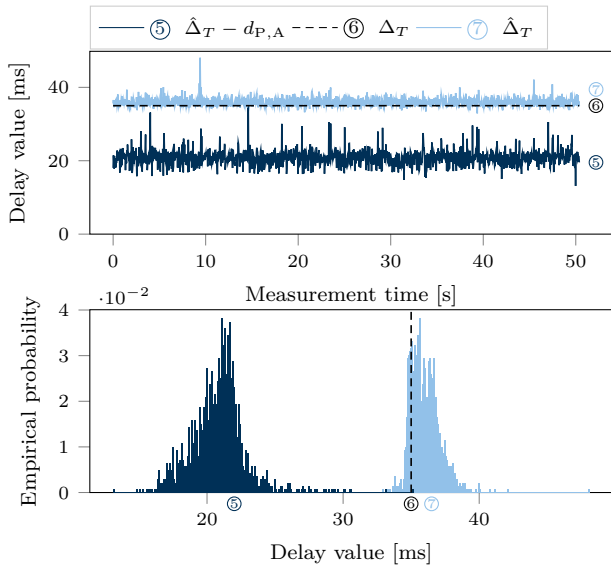 ⑤ Δ̂_T − d_P,A ⑥ Δ_T ⑦ Δ̂_T
Delay value [ms]
40
20
0
⑦
⑥
⑤
0 10 20 30 40 50
Measurement time [s]
·10⁻²
Empirical probability
4
3
2
1
0
20 30 40
⑤ ⑥ ⑦
Delay value [ms]